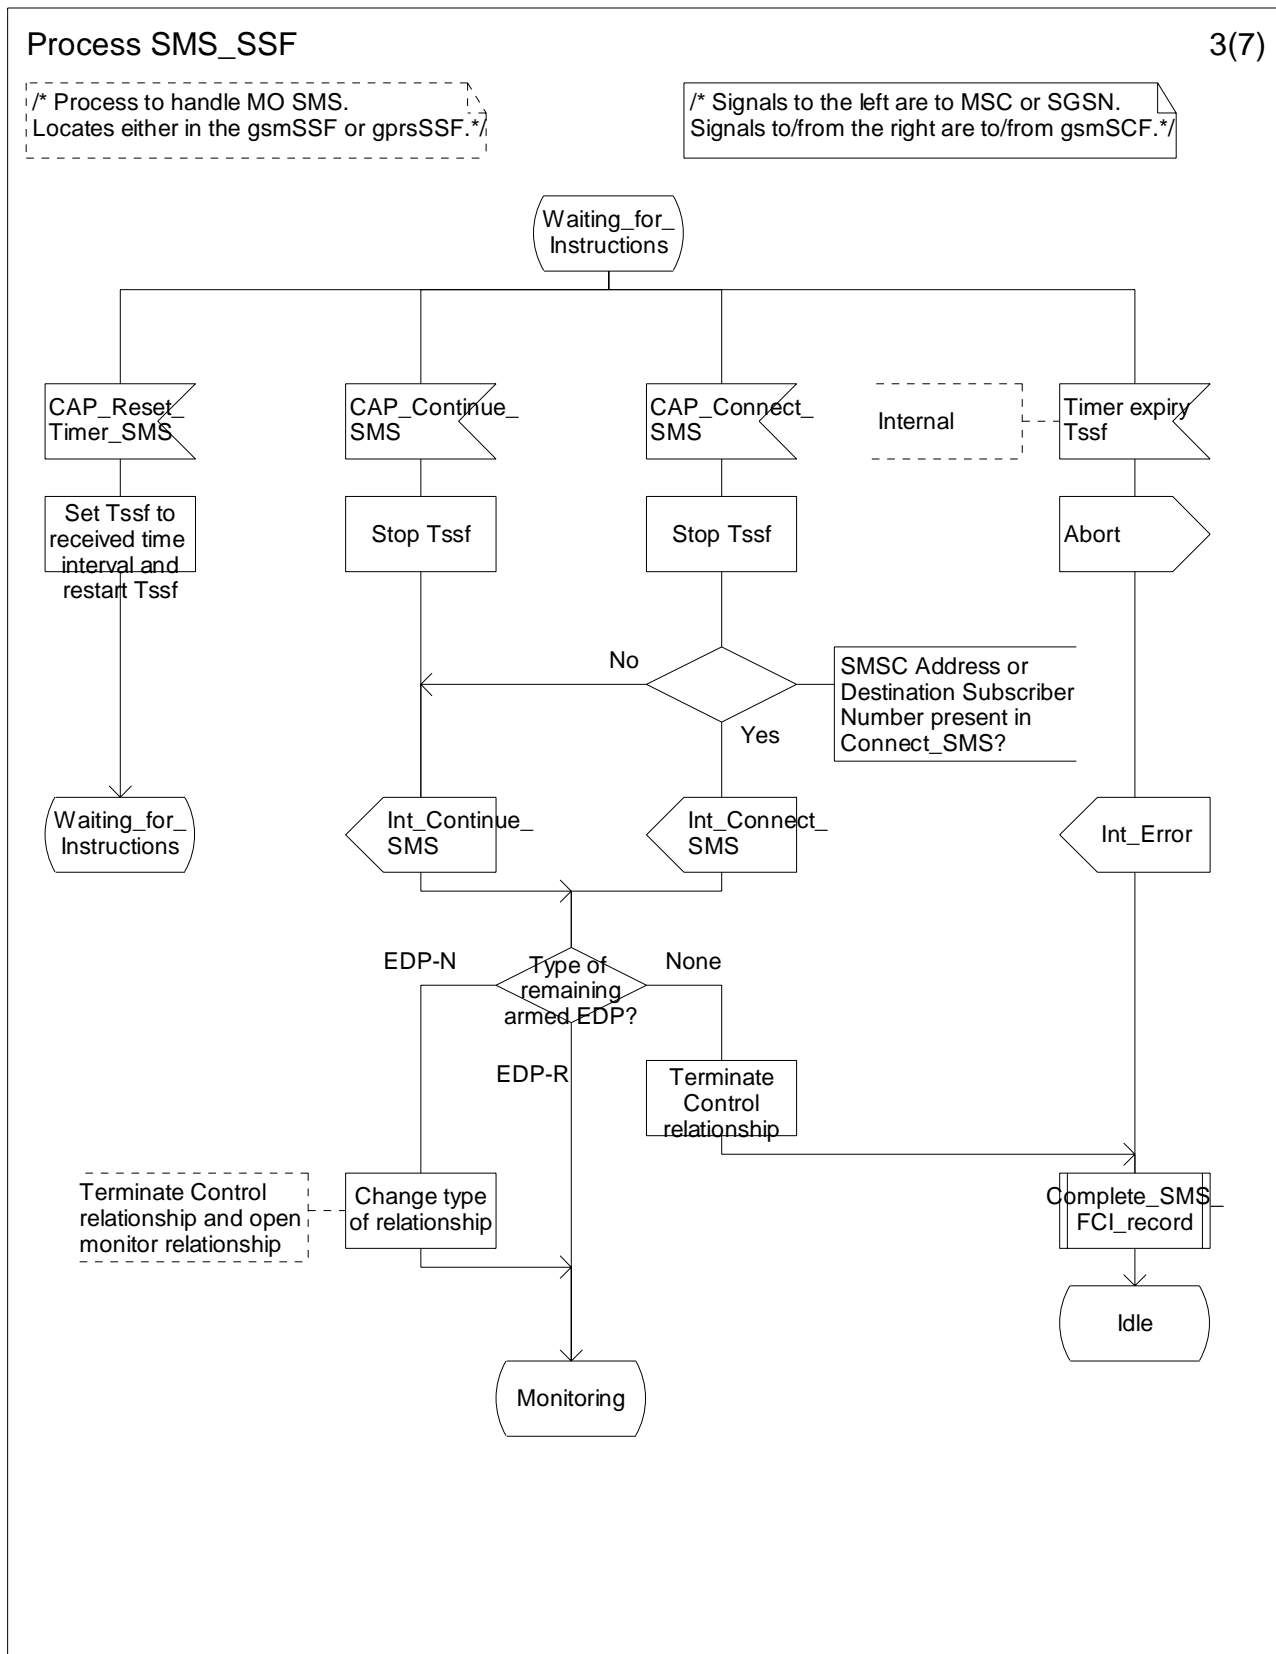 Process SMS_SSF
3(7)
/* Process to handle MO SMS.
Locates either in the gsmSSF or gprsSSF.*/
/* Signals to the left are to MSC or SGSN.
Signals to/from the right are to/from gsmSCF.*/
Waiting_for_
Instructions
CAP_Reset_
Timer_SMS
CAP_Continue_
SMS
CAP_Connect_
SMS
Internal
Timer expiry
Tssf
Set Tssf to
received time
interval and
restart Tssf
Stop Tssf
Stop Tssf
Abort
No
Yes
SMSC Address or
Destination Subscriber
Number present in
Connect_SMS?
Waiting_for_
Instructions
Int_Continue_
SMS
Int_Connect_
SMS
Int_Error
EDP-N
Type of
remaining
armed EDP?
None
EDP-R
Terminate
Control
relationship
Terminate Control
relationship and open
monitor relationship
Change type
of relationship
Complete_SMS_
FCI_record
Idle
Monitoring